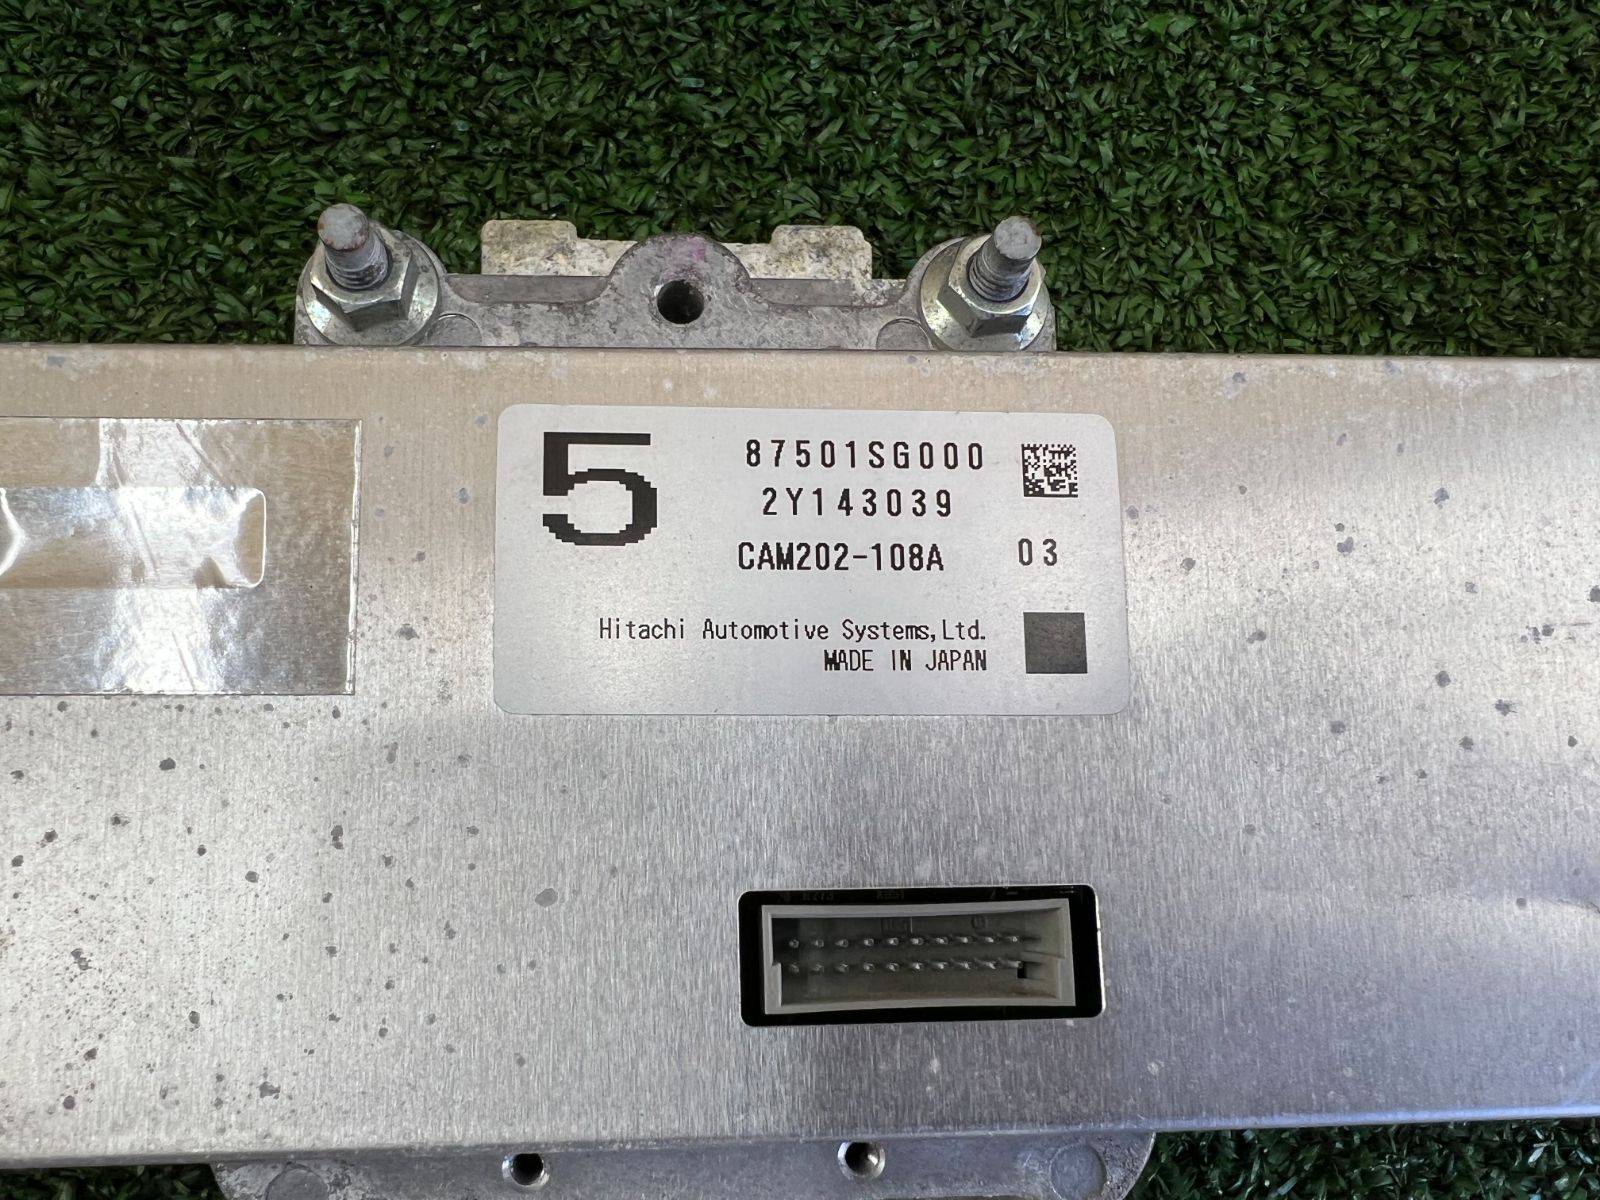 5
87501SG000
2Y143039
CAM202-108A 03
Hitachi Automotive Systems,Ltd.
MADE IN JAPAN